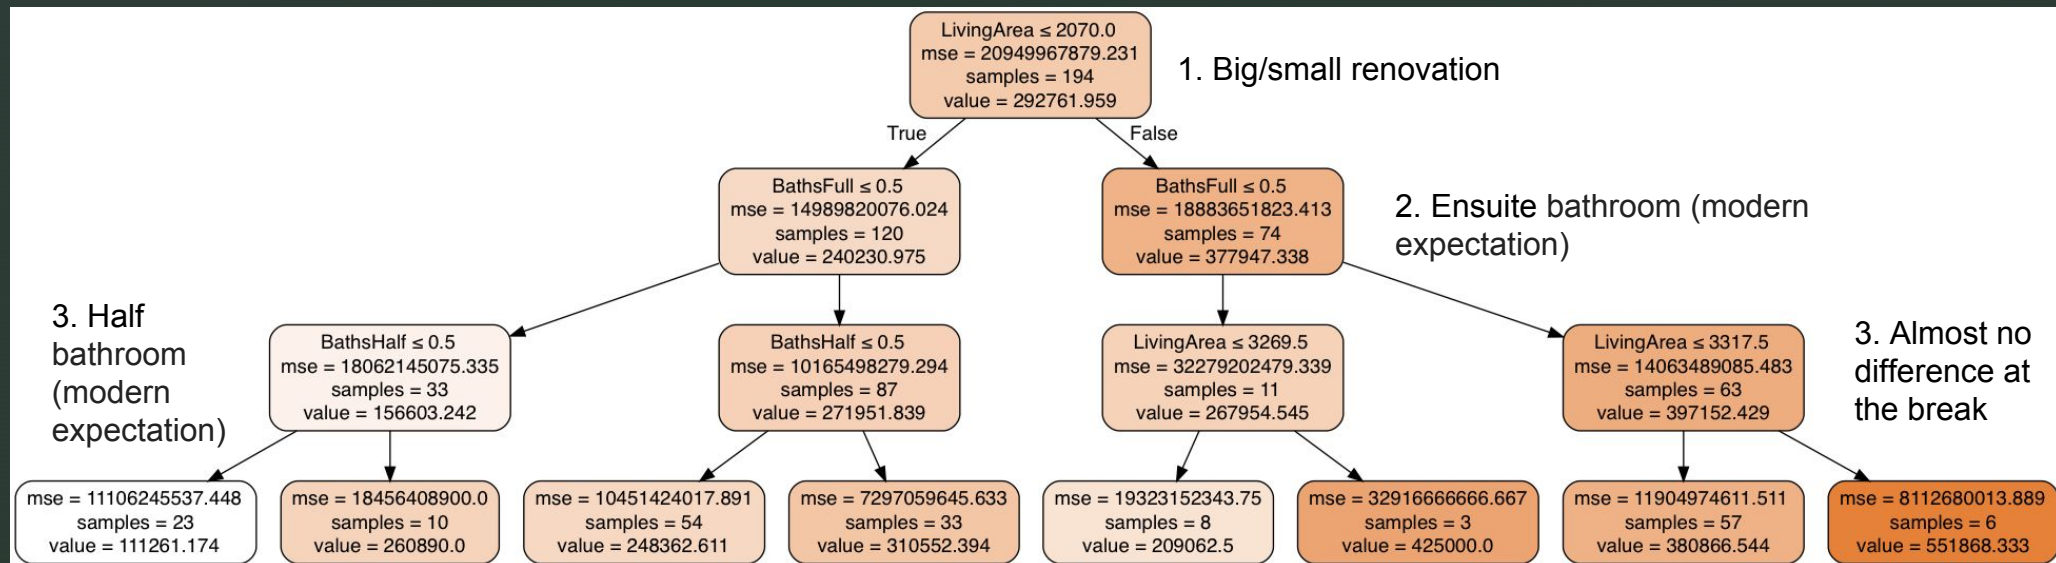 LivingArea ≤ 2070.0
mse = 20949967879.231
samples = 194
value = 292761.959
1. Big/small renovation
True
False
BathsFull ≤ 0.5
mse = 14989820076.024
samples = 120
value = 240230.975
BathsFull ≤ 0.5
mse = 18883651823.413
samples = 74
value = 377947.338
2. Ensuite bathroom (modern
expectation)
3. Half
bathroom
(modern
expectation)
BathsHalf ≤ 0.5
mse = 18062145075.335
samples = 33
value = 156603.242
BathsHalf ≤ 0.5
mse = 10165498279.294
samples = 87
value = 271951.839
LivingArea ≤ 3269.5
mse = 32279202479.339
samples = 11
value = 267954.545
LivingArea ≤ 3317.5
mse = 14063489085.483
samples = 63
value = 397152.429
3. Almost no
difference at
the break
mse = 11106245537.448
samples = 23
value = 111261.174
mse = 18456408900.0
samples = 10
value = 260890.0
mse = 10451424017.891
samples = 54
value = 248362.611
mse = 7297059645.633
samples = 33
value = 310552.394
mse = 19323152343.75
samples = 8
value = 209062.5
mse = 32916666666.667
samples = 3
value = 425000.0
mse = 11904974611.511
samples = 57
value = 380866.544
mse = 8112680013.889
samples = 6
value = 551868.333